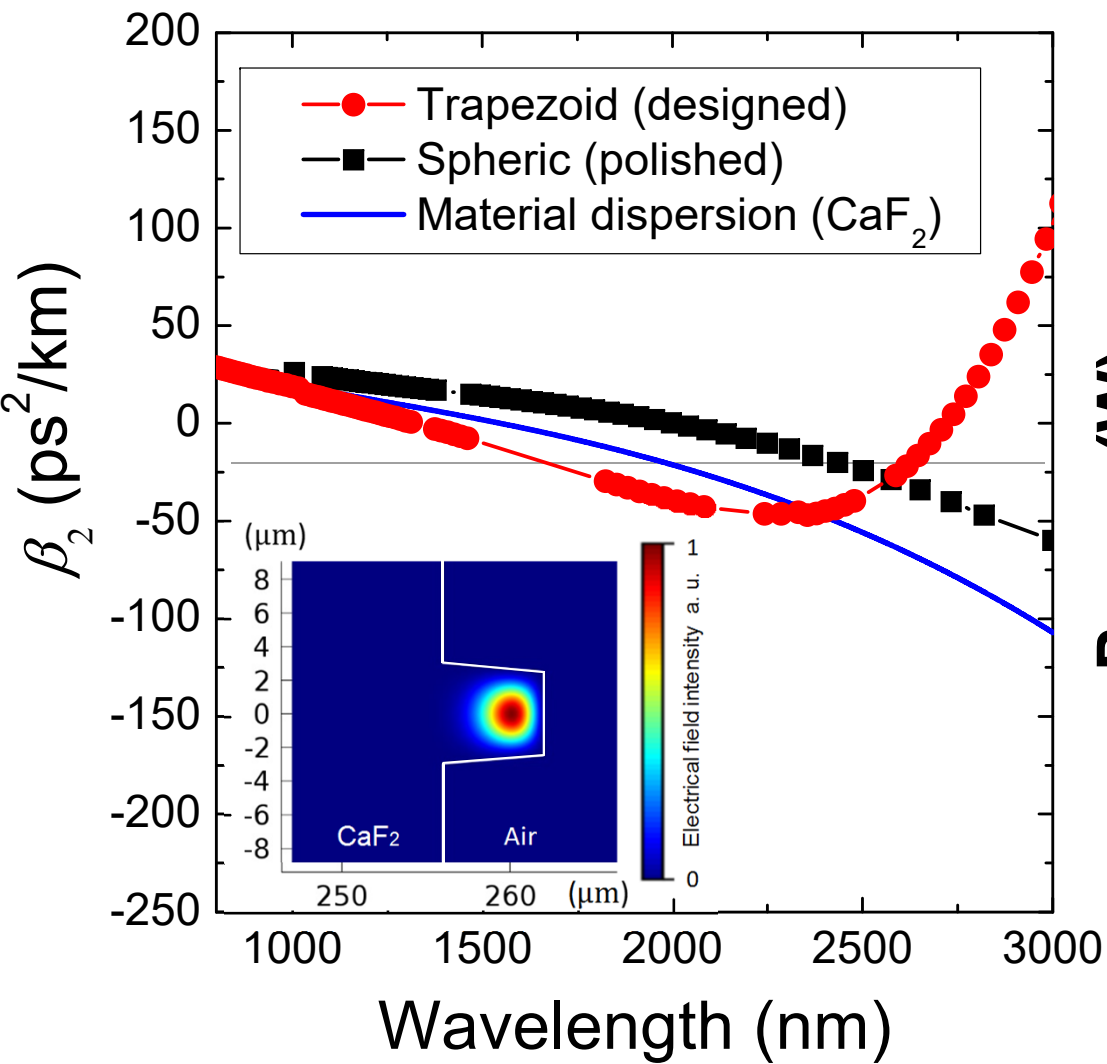 200
150
100
50
0
-50
-100
-150
-200
-250
β2 (ps2/km)
Trapezoid (designed)
Spheric (polished)
Material dispersion (CaF2)
(μm)
8
6
4
2
0
-2
-4
-6
-8
CaF2
Air
250
260
(μm)
1
0
Electrical field intensity a. u.
1000
1500
2000
2500
3000
Wavelength (nm)